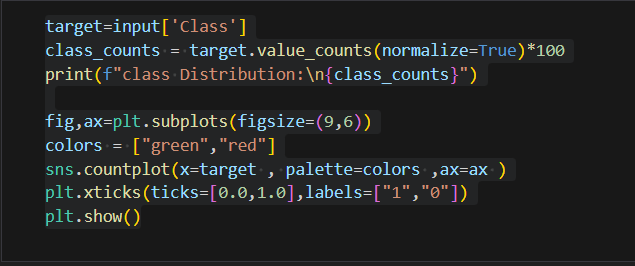 target=input['Class']
class_counts = target.value_counts(normalize=True)*100
print(f"class Distribution:\n{class_counts}")
fig,ax=plt.subplots(figsize=(9,6))
colors = ["green","red"]
sns.countplot(x=target , palette=colors ,ax=ax )
plt.xticks(ticks=[0.0,1.0],labels=["1","0"])
plt.show()